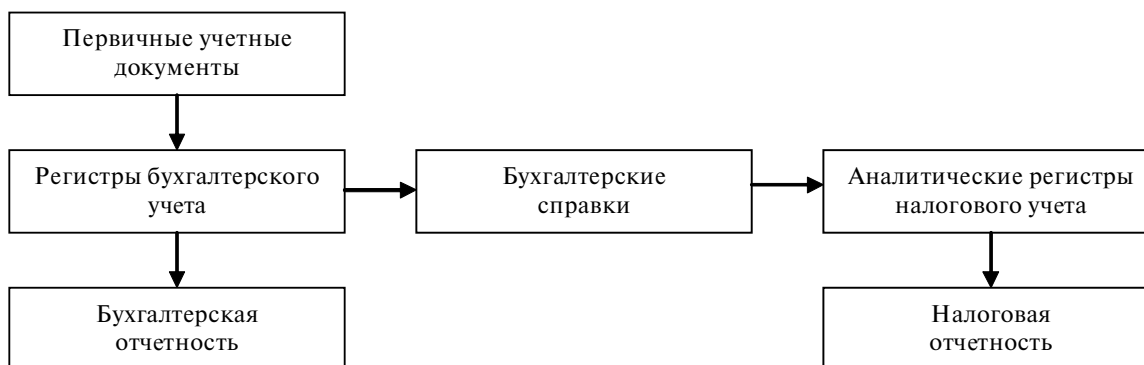 Первичные учетные
документы
Регистры бухгалтерского
учета
Бухгалтерские
справки
Аналитические регистры
налогового учета
Бухгалтерская
отчетность
Налоговая
отчетность